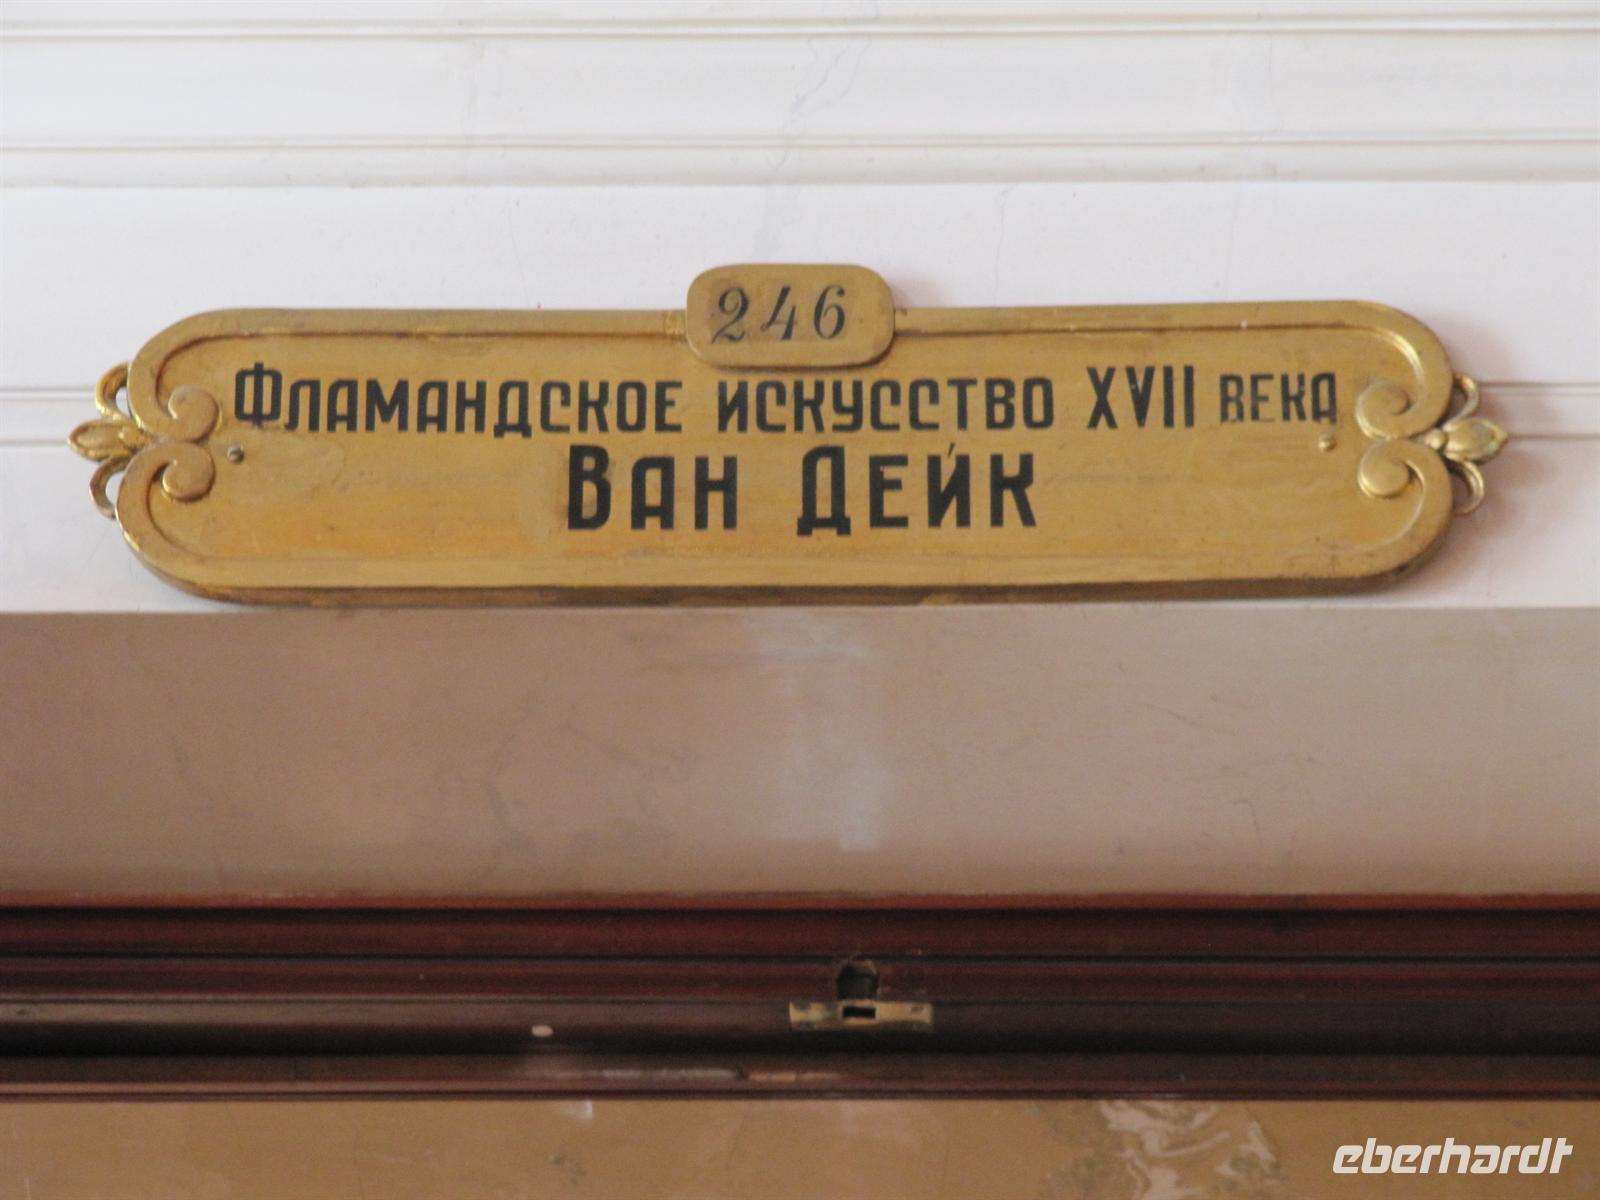 246
Фламандское искусство XVII века
Ван Дейк
eberhardt